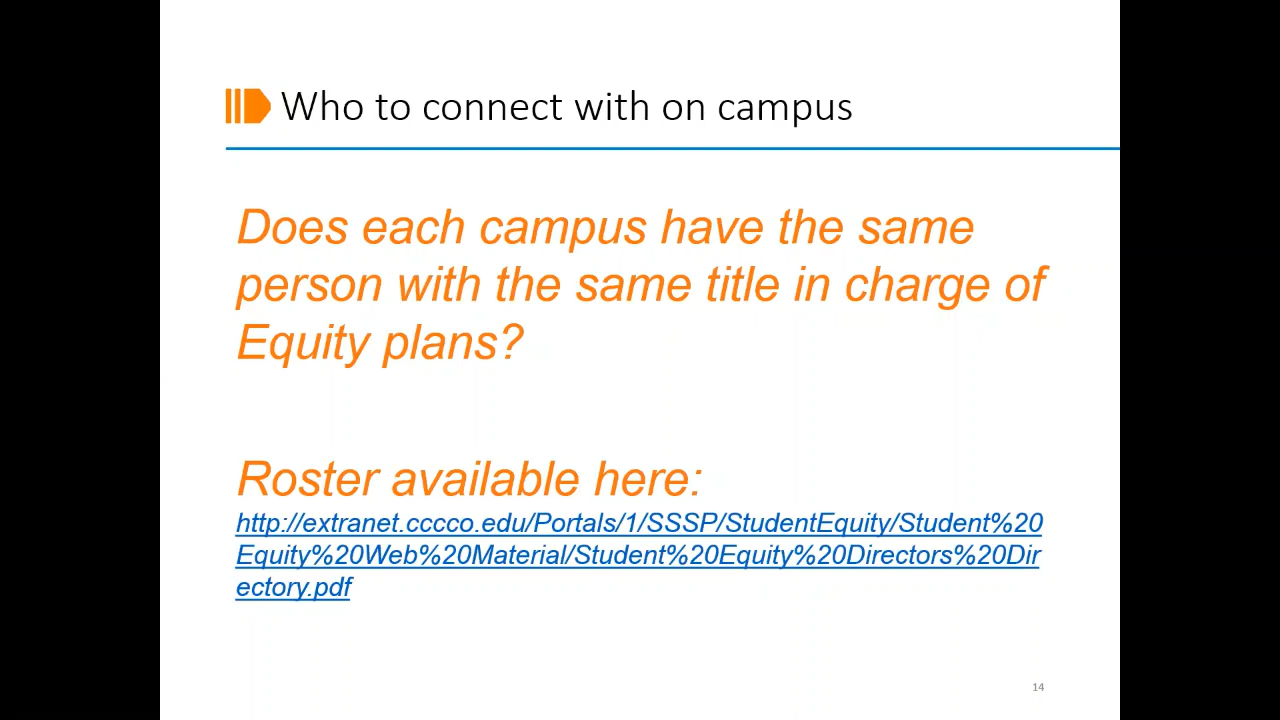 Who to connect with on campus
Does each campus have the same
person with the same title in charge of
Equity plans?
Roster available here:
http://extranet.cccco.edu/Portals/1/SSSP/StudentEquity/Student%20
Equity%20Web%20Material/Student%20Equity%20Directors%20Dir
ectory.pdf
14